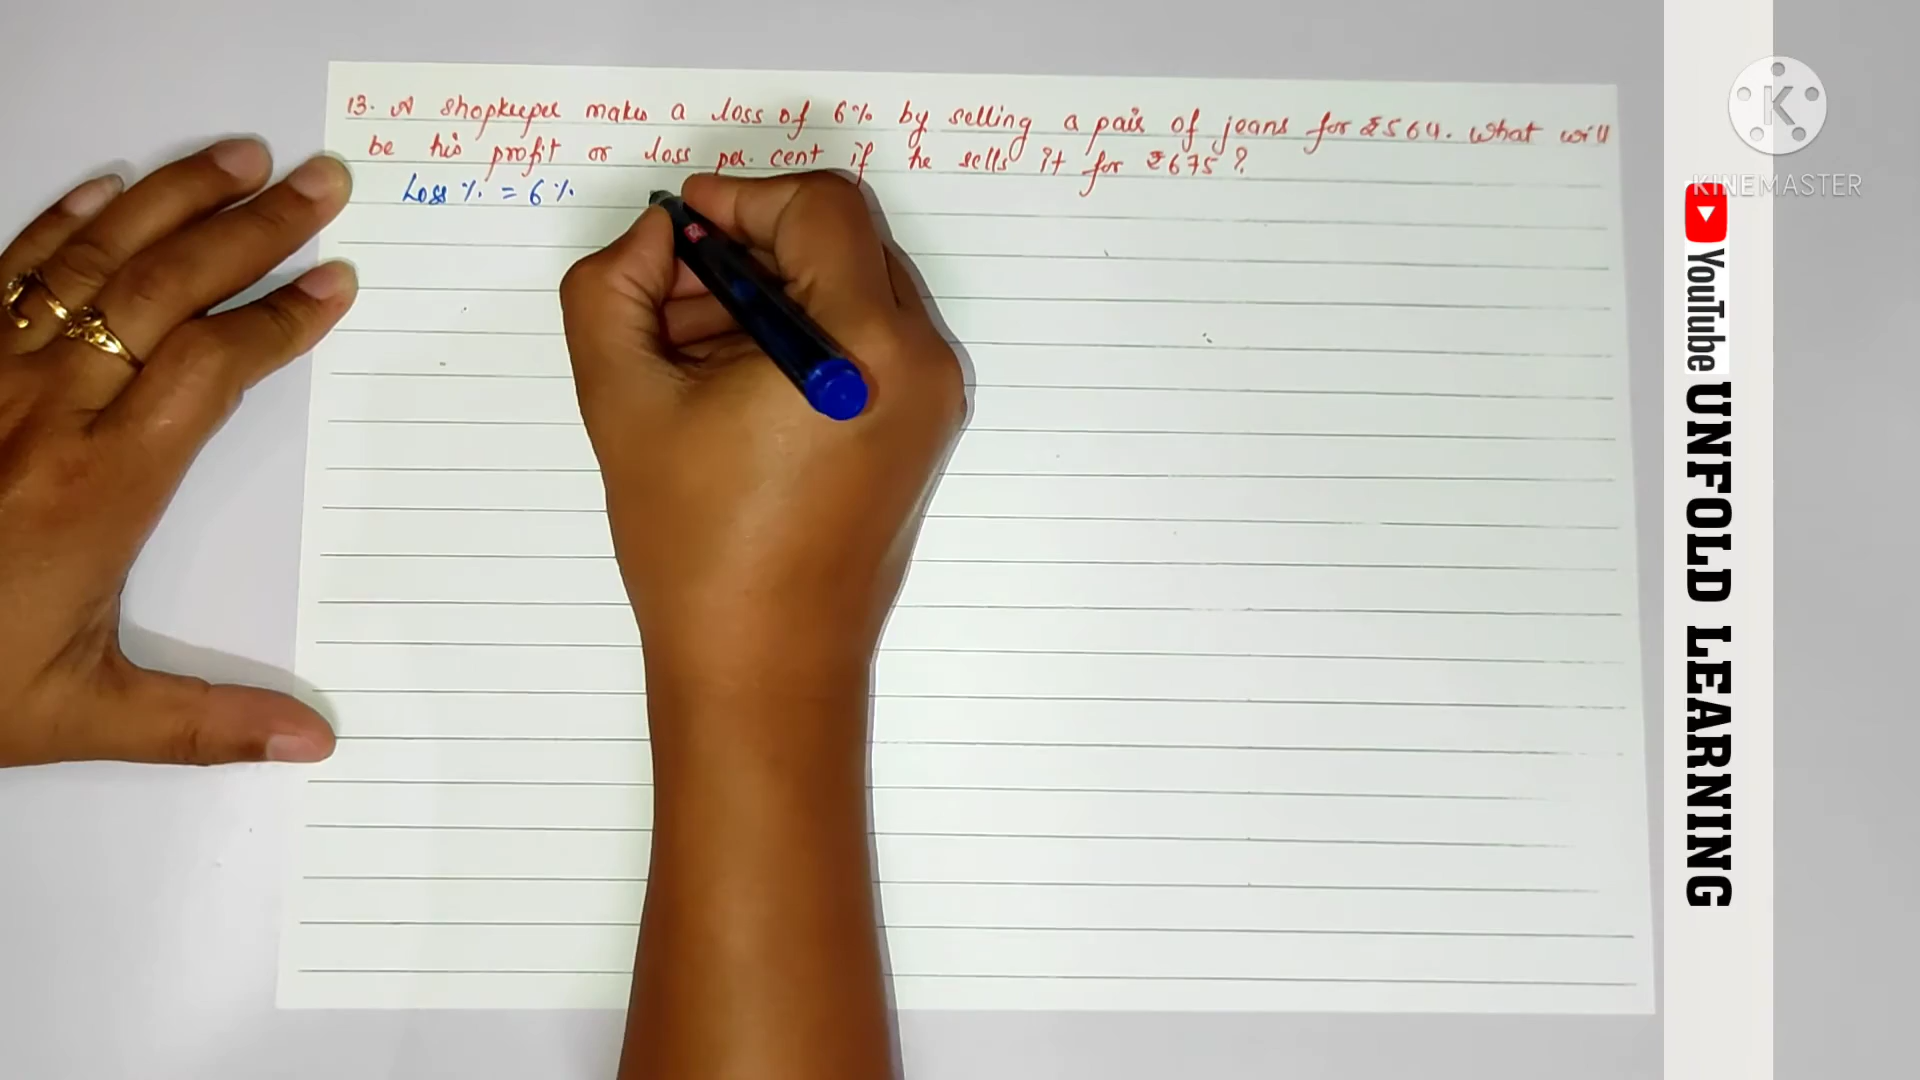 13. A shopkeeper makes a loss of 6% by selling a pair of jeans for ₹564. What will
be his profit or loss per cent if he sells it for ₹675?
Loss % = 6%
K
KINEMASTER
YouTube UNFOLD LEARNING